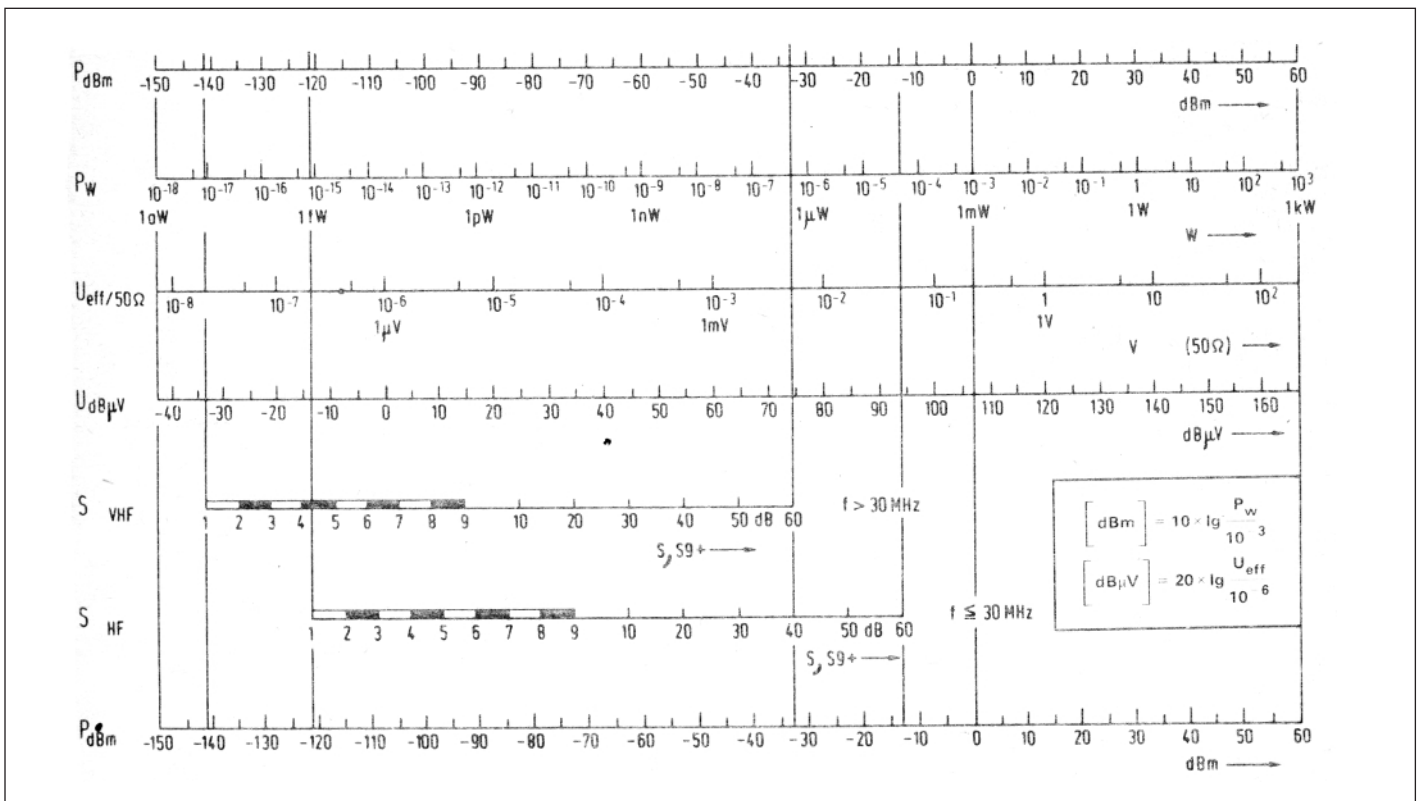 P dBm -150 -140 -130 -120 -110 -100 -90 -80 -70 -60 -50 -40 -30 -20 -10 0 10 20 30 40 50 60
dBm
P W 10⁻¹⁸ 10⁻¹⁷ 10⁻¹⁶ 10⁻¹⁵ 10⁻¹⁴ 10⁻¹³ 10⁻¹² 10⁻¹¹ 10⁻¹⁰ 10⁻⁹ 10⁻⁸ 10⁻⁷ 10⁻⁶ 10⁻⁵ 10⁻⁴ 10⁻³ 10⁻² 10⁻¹ 1 10 10² 10³
1aW 1fW 1pW 1nW 1μW 1mW 1W 1kW
W
U eff/50Ω 10⁻⁸ 10⁻⁷ 10⁻⁶ 10⁻⁵ 10⁻⁴ 10⁻³ 10⁻² 10⁻¹ 1 10 10²
1μV 1mV 1V
V (50Ω)
U dBμV -40 -30 -20 -10 0 10 20 30 40 50 60 70 80 90 100 110 120 130 140 150 160
dBμV
S VHF 1 2 3 4 5 6 7 8 9 10 20 30 40 50 dB 60 f > 30 MHz
S, S9+
S HF 1 2 3 4 5 6 7 8 9 10 20 30 40 50 dB 60 f ≦ 30 MHz
S, S9+
[dBm] = 10 × lg P_W / 10⁻³
[dBμV] = 20 × lg U_eff / 10⁻⁶
P dBm -150 -140 -130 -120 -110 -100 -90 -80 -70 -60 -50 -40 -30 -20 -10 0 10 20 30 40 50 60
dBm